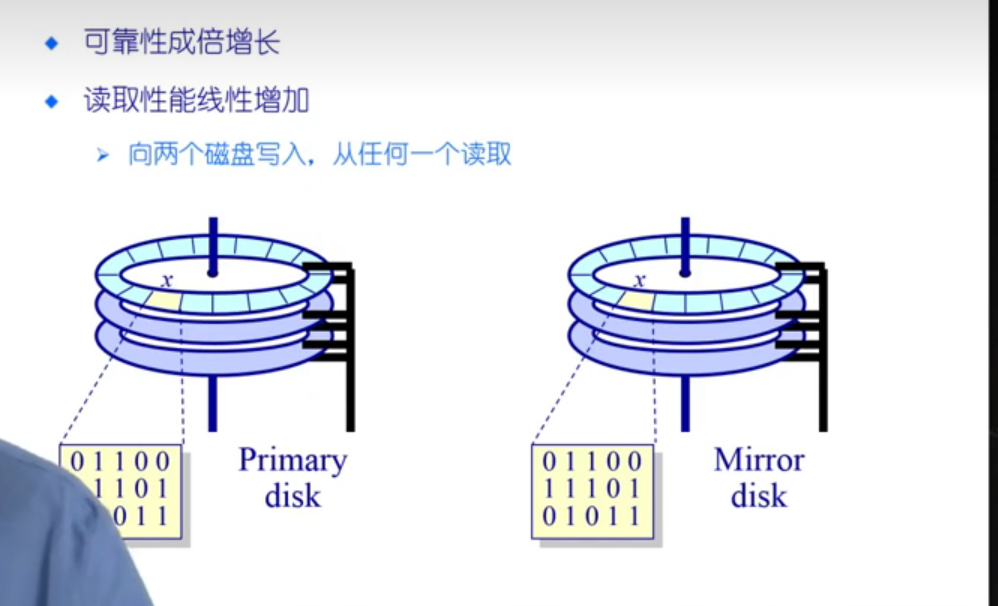 可靠性成倍增长
读取性能线性增加
向两个磁盘写入，从任何一个读取
x
x
0 1 1 0 0
1 1 0 1
0 1 1
Primary
disk
0 1 1 0 0
1 1 1 0 1
0 1 0 1 1
Mirror
disk